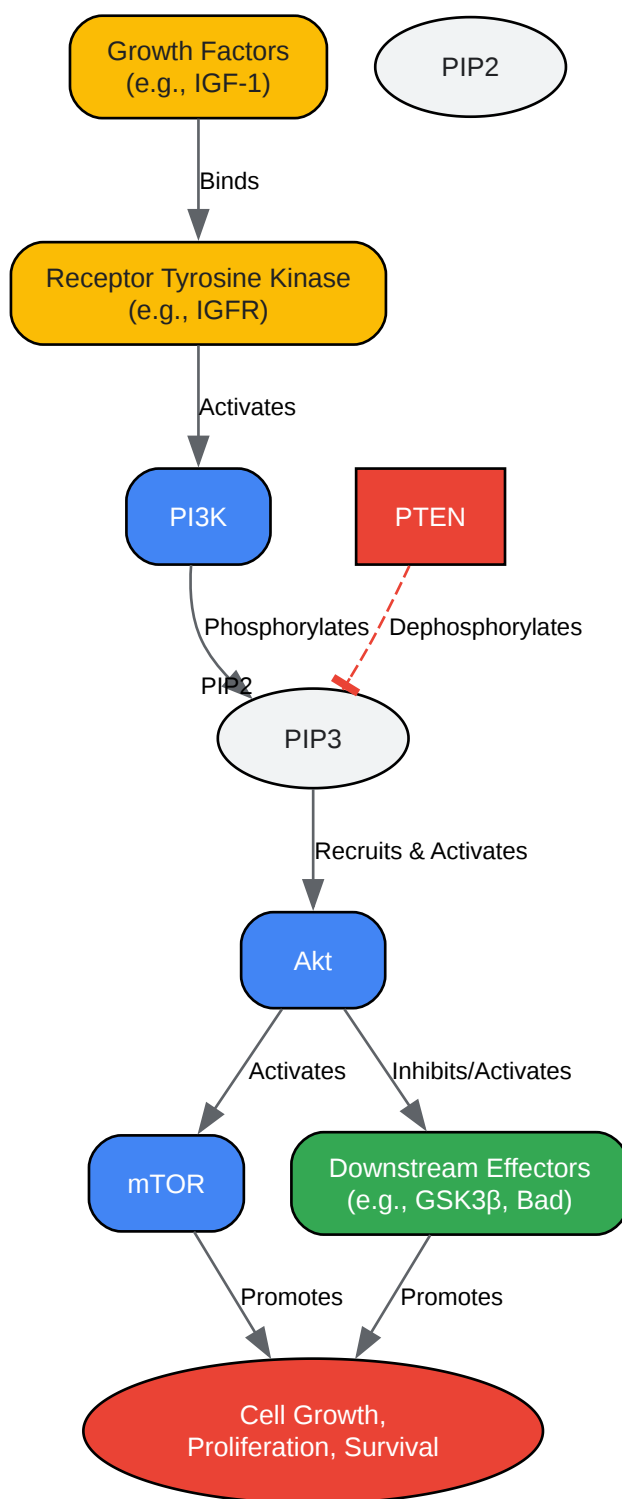 Growth Factors
(e.g., IGF-1)
PIP2
Binds
Receptor Tyrosine Kinase
(e.g., IGFR)
Activates
PI3K
PTEN
Phosphorylates
Dephosphorylates
PIP2
PIP3
Recruits & Activates
Akt
Activates
Inhibits/Activates
mTOR
Downstream Effectors
(e.g., GSK3β, Bad)
Promotes
Promotes
Cell Growth,
Proliferation, Survival